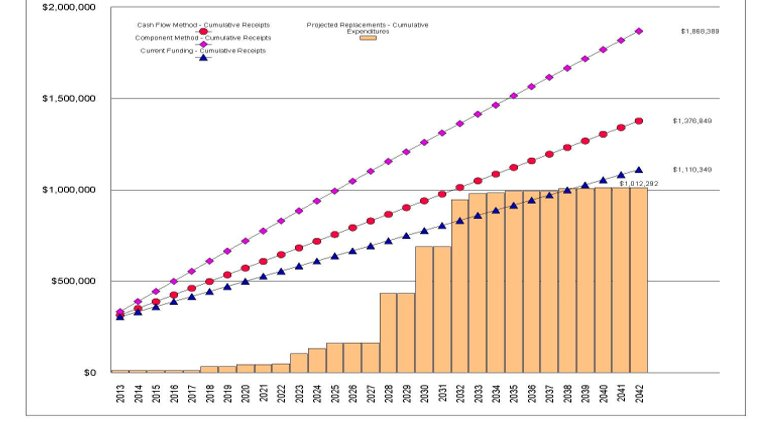 $2,000,000
Cash Flow Method - Cumulative Receipts
Projected Replacements - Cumulative
Expenditures
Component Method - Cumulative Receipts
Current Funding - Cumulative Receipts
$1,868,389
$1,500,000
$1,376,849
$1,110,349
$1,012,292
$1,000,000
$500,000
$0
2013 2014 2015 2016 2017 2018 2019 2020 2021 2022 2023 2024 2025 2026 2027 2028 2029 2030 2031 2032 2033 2034 2035 2036 2037 2038 2039 2040 2041 2042